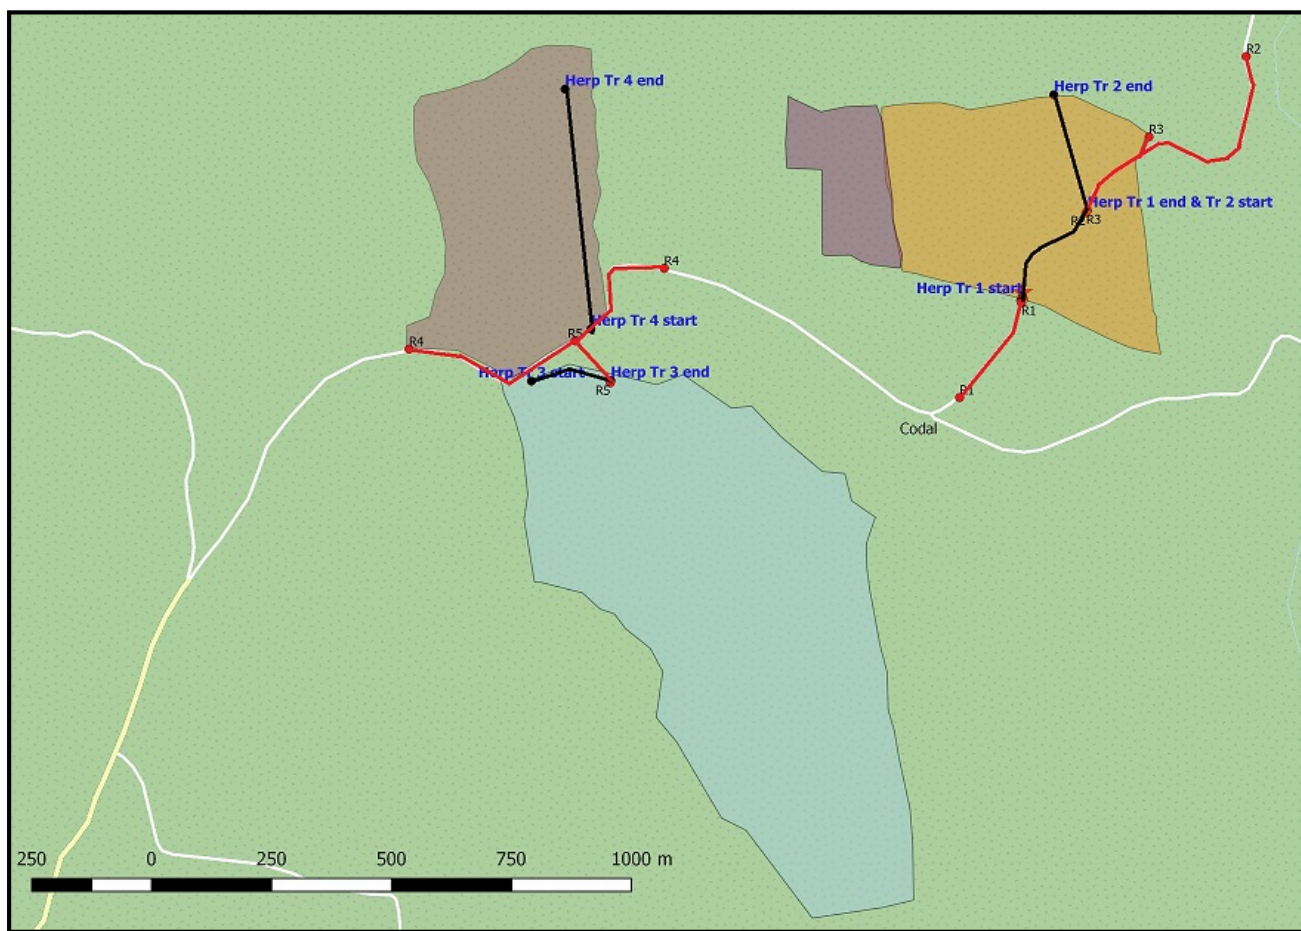 R2
Herp Tr 4 end
Herp Tr 2 end
R3
Herp Tr 1 end & Tr 2 start
R2 R3
R4
Herp Tr 1 start
R1
Herp Tr 4 start
R5
R4
Herp Tr 3 start
Herp Tr 3 end
R5
R1
Codal
250 0 250 500 750 1000 m